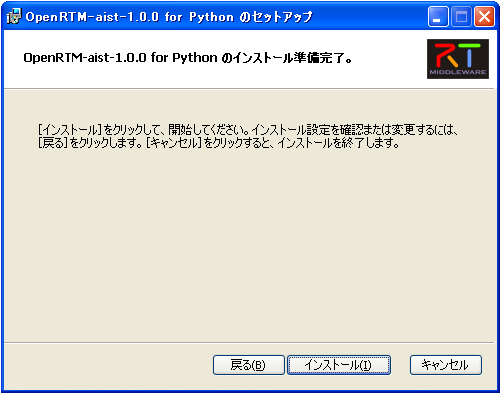 OpenRTM-aist-1.0.0 for Python のセットアップ
OpenRTM-aist-1.0.0 for Python のインストール準備完了。
RT
MIDDLEWARE
[インストール]をクリックして、開始してください。インストール設定を確認または変更するには、
[戻る]をクリックします。[キャンセル]をクリックすると、インストールを終了します。
戻る(B)
インストール(I)
キャンセル